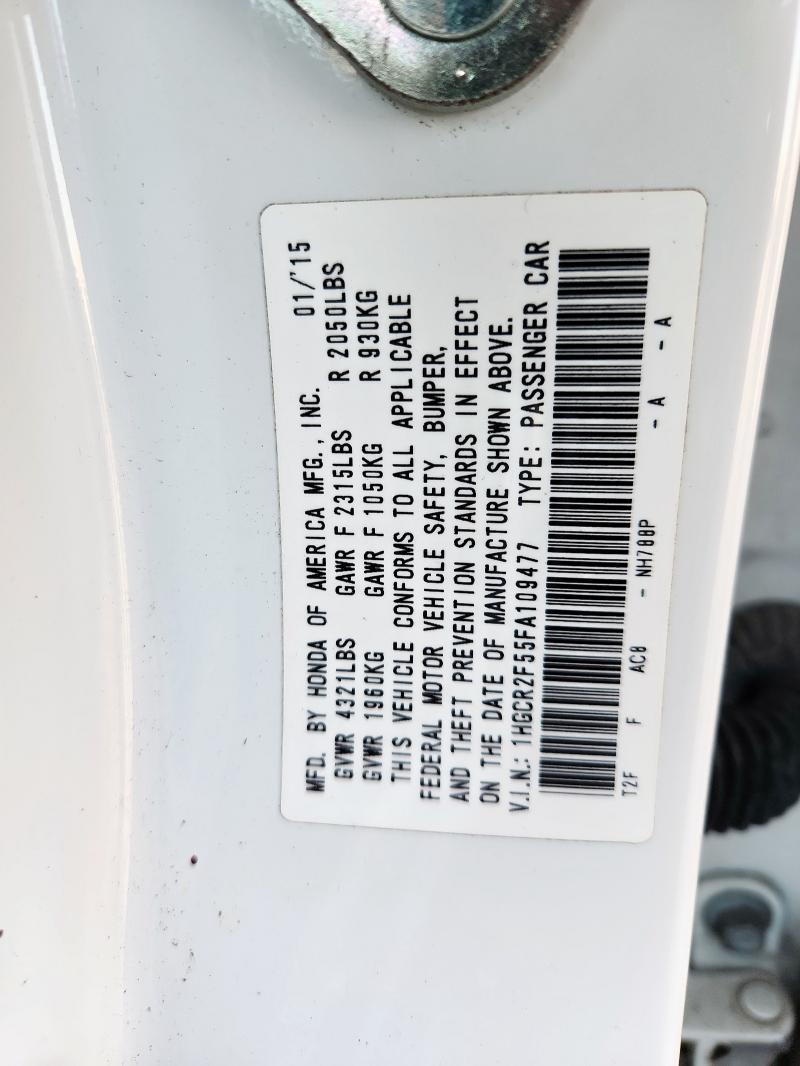 MFD. BY HONDA OF AMERICA MFG., INC. 01/'15
GVWR 4321LBS GAWR F 2315LBS R 2050LBS
GVWR 1960KG GAWR F 1050KG R 930KG
THIS VEHICLE CONFORMS TO ALL APPLICABLE
FEDERAL MOTOR VEHICLE SAFETY, BUMPER,
AND THEFT PREVENTION STANDARDS IN EFFECT
ON THE DATE OF MANUFACTURE SHOWN ABOVE.
V.I.N.: 1HGCR2F55FA109477 TYPE: PASSENGER CAR
T2F F AC8 - NH788P - A - A